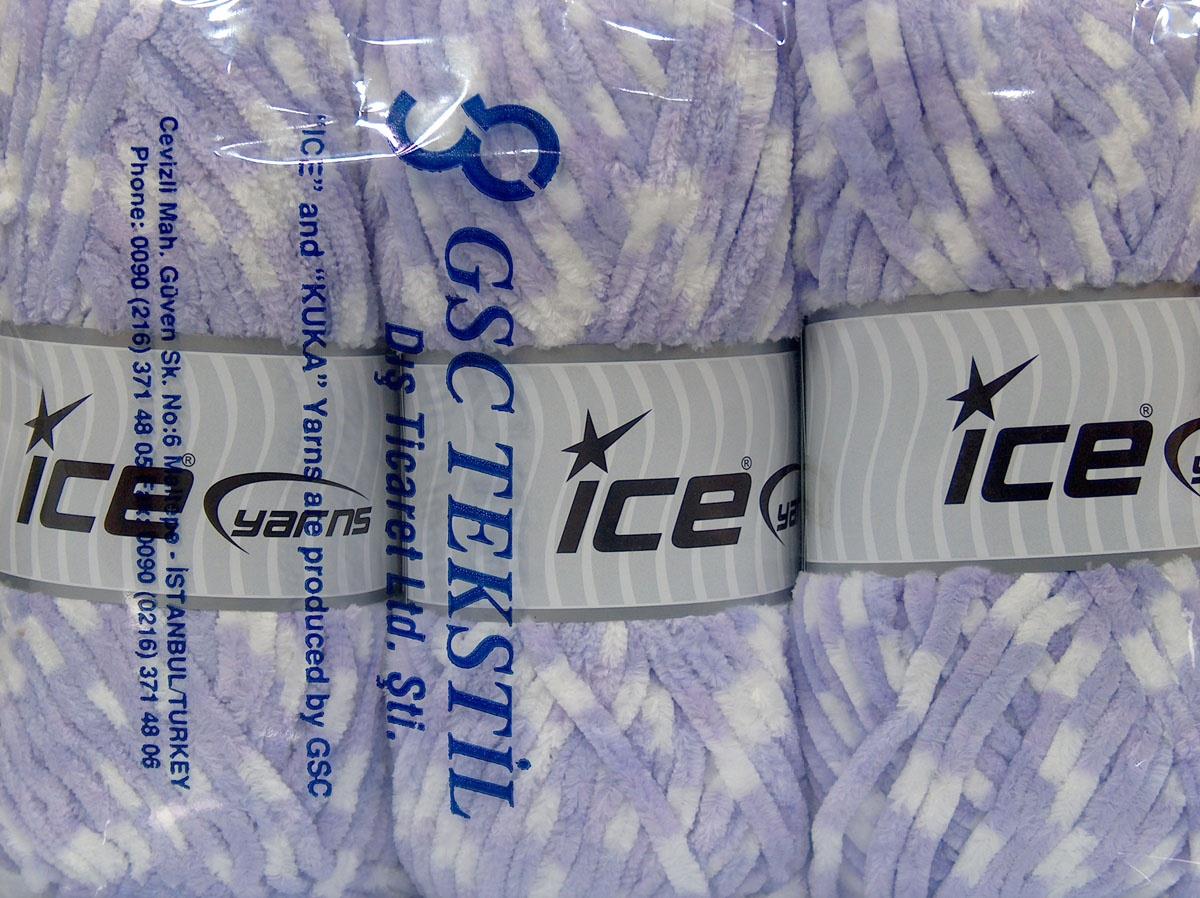 GSC TEKSTİL
Dış Ticaret Ltd. Şti.
"ICE" and "KUKA" Yarns are produced by GSC
Cevizli Mah. Güven Sk. No:6 Maltepe - İSTANBUL/TURKEY
Phone: 0090 (216) 371 48 05 Fax: 0090 (0216) 371 48 06
ice® yarns
ice® ya
ice®